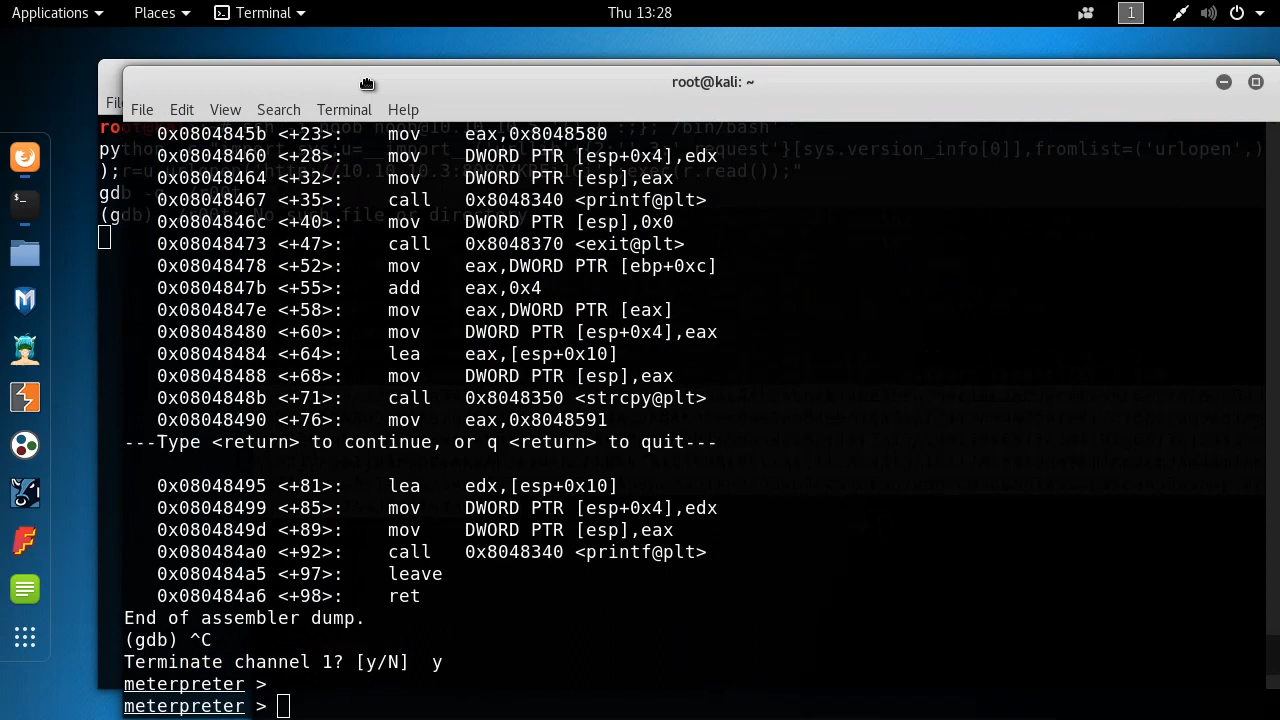 Applications Places Terminal Thu 13:28 1
root@kali: ~
File Edit View Search Terminal Help
0x0804845b <+23>: mov eax,0x8048580
0x08048460 <+28>: mov DWORD PTR [esp+0x4],edx
0x08048464 <+32>: mov DWORD PTR [esp],eax
0x08048467 <+35>: call 0x8048340 <printf@plt>
0x0804846c <+40>: mov DWORD PTR [esp],0x0
0x08048473 <+47>: call 0x8048370 <exit@plt>
0x08048478 <+52>: mov eax,DWORD PTR [ebp+0xc]
0x0804847b <+55>: add eax,0x4
0x0804847e <+58>: mov eax,DWORD PTR [eax]
0x08048480 <+60>: mov DWORD PTR [esp+0x4],eax
0x08048484 <+64>: lea eax,[esp+0x10]
0x08048488 <+68>: mov DWORD PTR [esp],eax
0x0804848b <+71>: call 0x8048350 <strcpy@plt>
0x08048490 <+76>: mov eax,0x8048591
---Type <return> to continue, or q <return> to quit---
0x08048495 <+81>: lea edx,[esp+0x10]
0x08048499 <+85>: mov DWORD PTR [esp+0x4],edx
0x0804849d <+89>: mov DWORD PTR [esp],eax
0x080484a0 <+92>: call 0x8048340 <printf@plt>
0x080484a5 <+97>: leave
0x080484a6 <+98>: ret
End of assembler dump.
(gdb) ^C
Terminate channel 1? [y/N] y
meterpreter >
meterpreter >